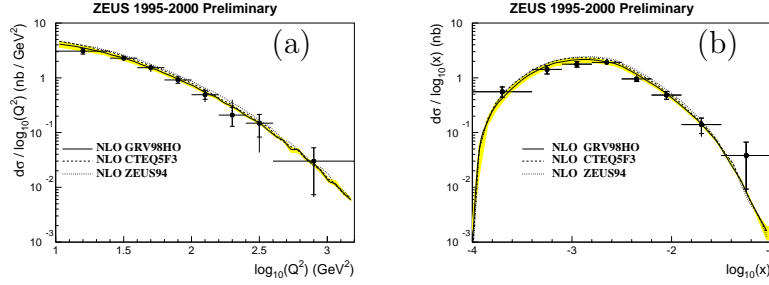 ZEUS 1995-2000 Preliminary
dσ / log10(Q²) (nb / GeV²)
10
1
10⁻¹
10⁻²
10⁻³
(a)
NLO GRV98HO
NLO CTEQ5F3
NLO ZEUS94
1 1.5 2 2.5 3
log10(Q²) (GeV²)
ZEUS 1995-2000 Preliminary
dσ / log10(x) (nb)
10
1
10⁻¹
10⁻²
10⁻³
(b)
NLO GRV98HO
NLO CTEQ5F3
NLO ZEUS94
-4 -3 -2
log10(x)